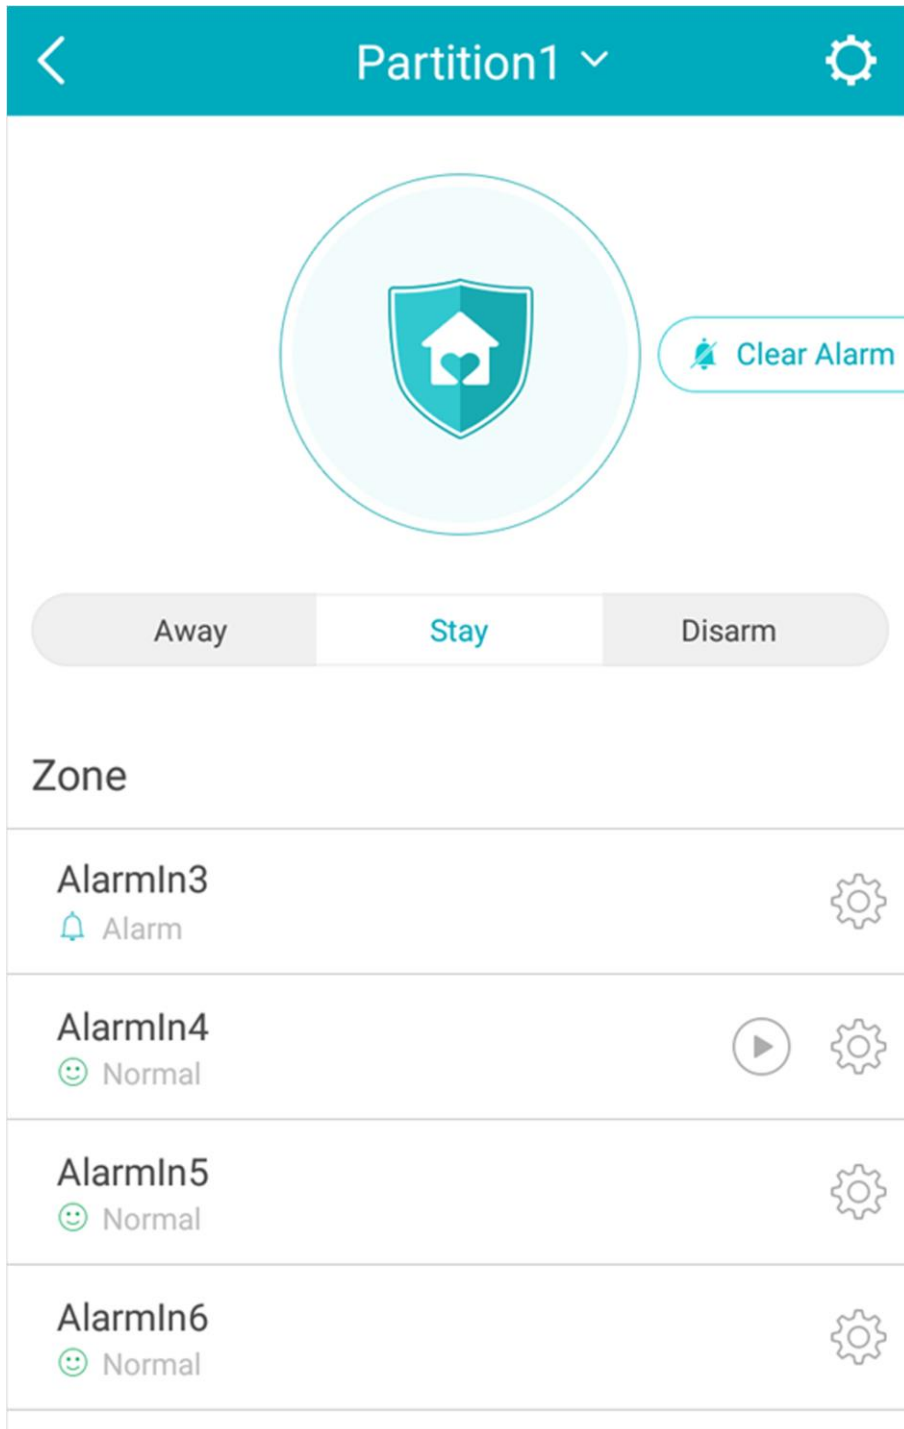 Partition1
Clear Alarm
Away Stay Disarm
Zone
AlarmIn3
Alarm
AlarmIn4
Normal
AlarmIn5
Normal
AlarmIn6
Normal